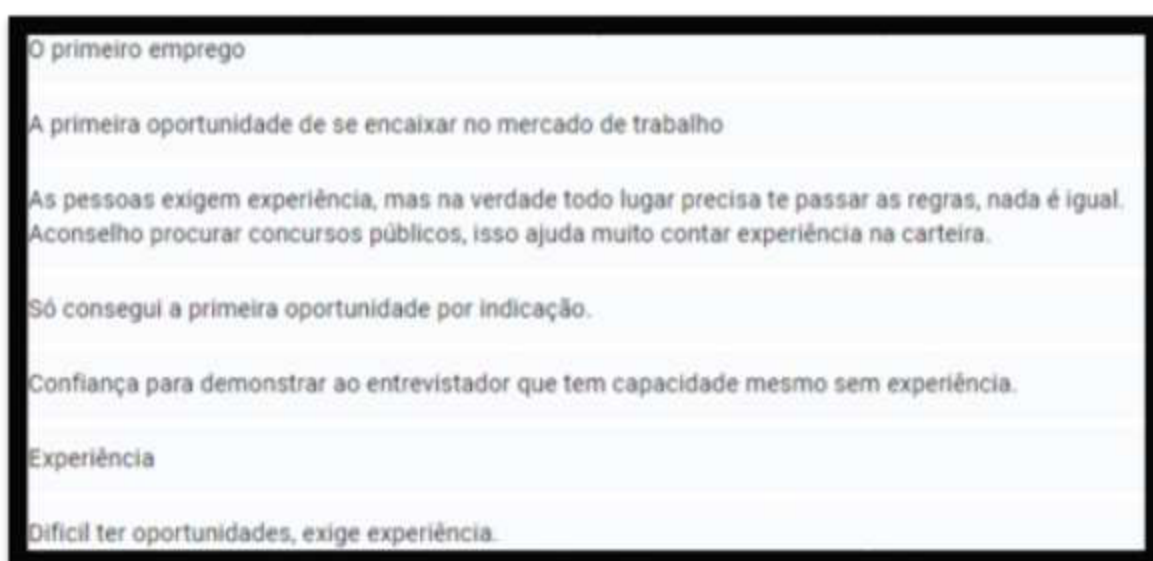 O primeiro emprego
A primeira oportunidade de se encaixar no mercado de trabalho
As pessoas exigem experiência, mas na verdade todo lugar precisa te passar as regras, nada é igual.
Aconselho procurar concursos públicos, isso ajuda muito contar experiência na carteira.
Só consegui a primeira oportunidade por indicação.
Confiança para demonstrar ao entrevistador que tem capacidade mesmo sem experiência.
Experiência
Dificil ter oportunidades, exige experiência.